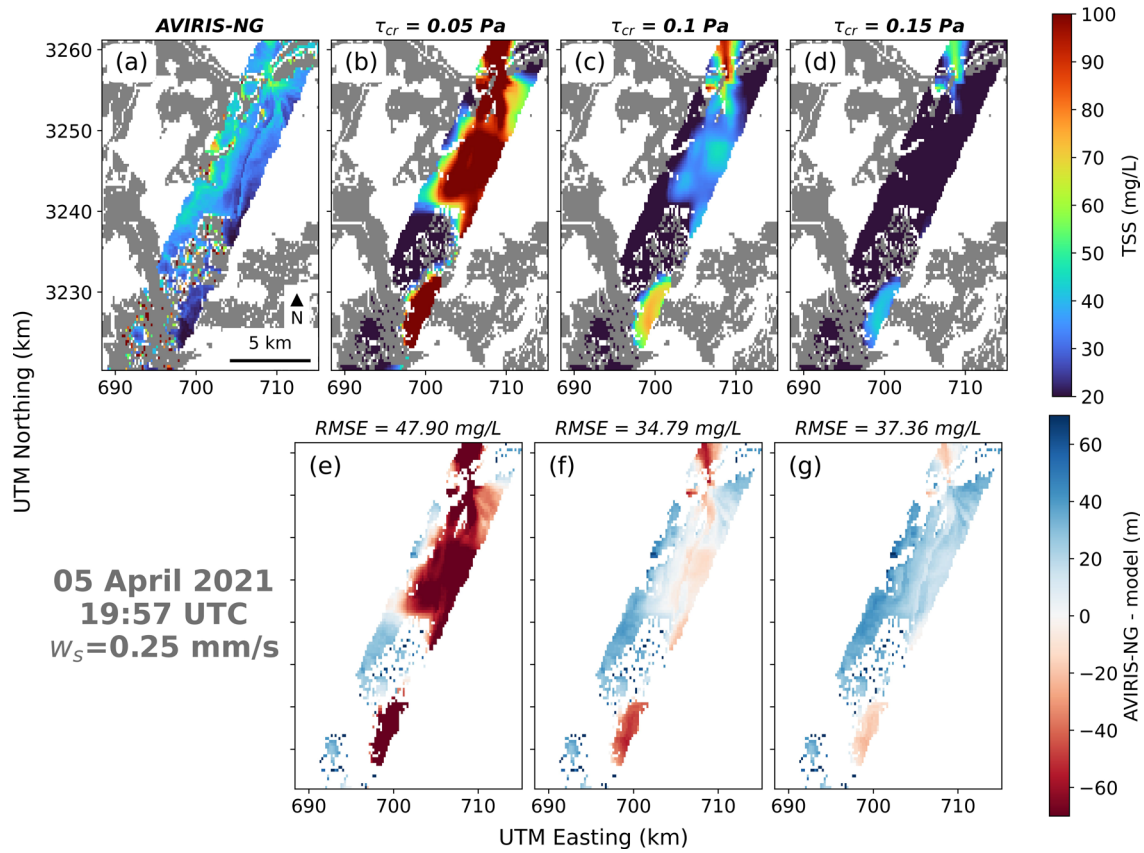 AVIRIS-NG
τcr = 0.05 Pa
τcr = 0.1 Pa
τcr = 0.15 Pa
(a)
(b)
(c)
(d)
3260
3250
3240
3230
N
5 km
690 700 710
690 700 710
690 700 710
690 700 710
100
90
80
70
60
50
40
30
20
TSS (mg/L)
UTM Northing (km)
RMSE = 47.90 mg/L
RMSE = 34.79 mg/L
RMSE = 37.36 mg/L
(e)
(f)
(g)
05 April 2021
19:57 UTC
ws=0.25 mm/s
690 700 710
690 700 710
690 700 710
UTM Easting (km)
60
40
20
0
−20
−40
−60
AVIRIS-NG - model (m)